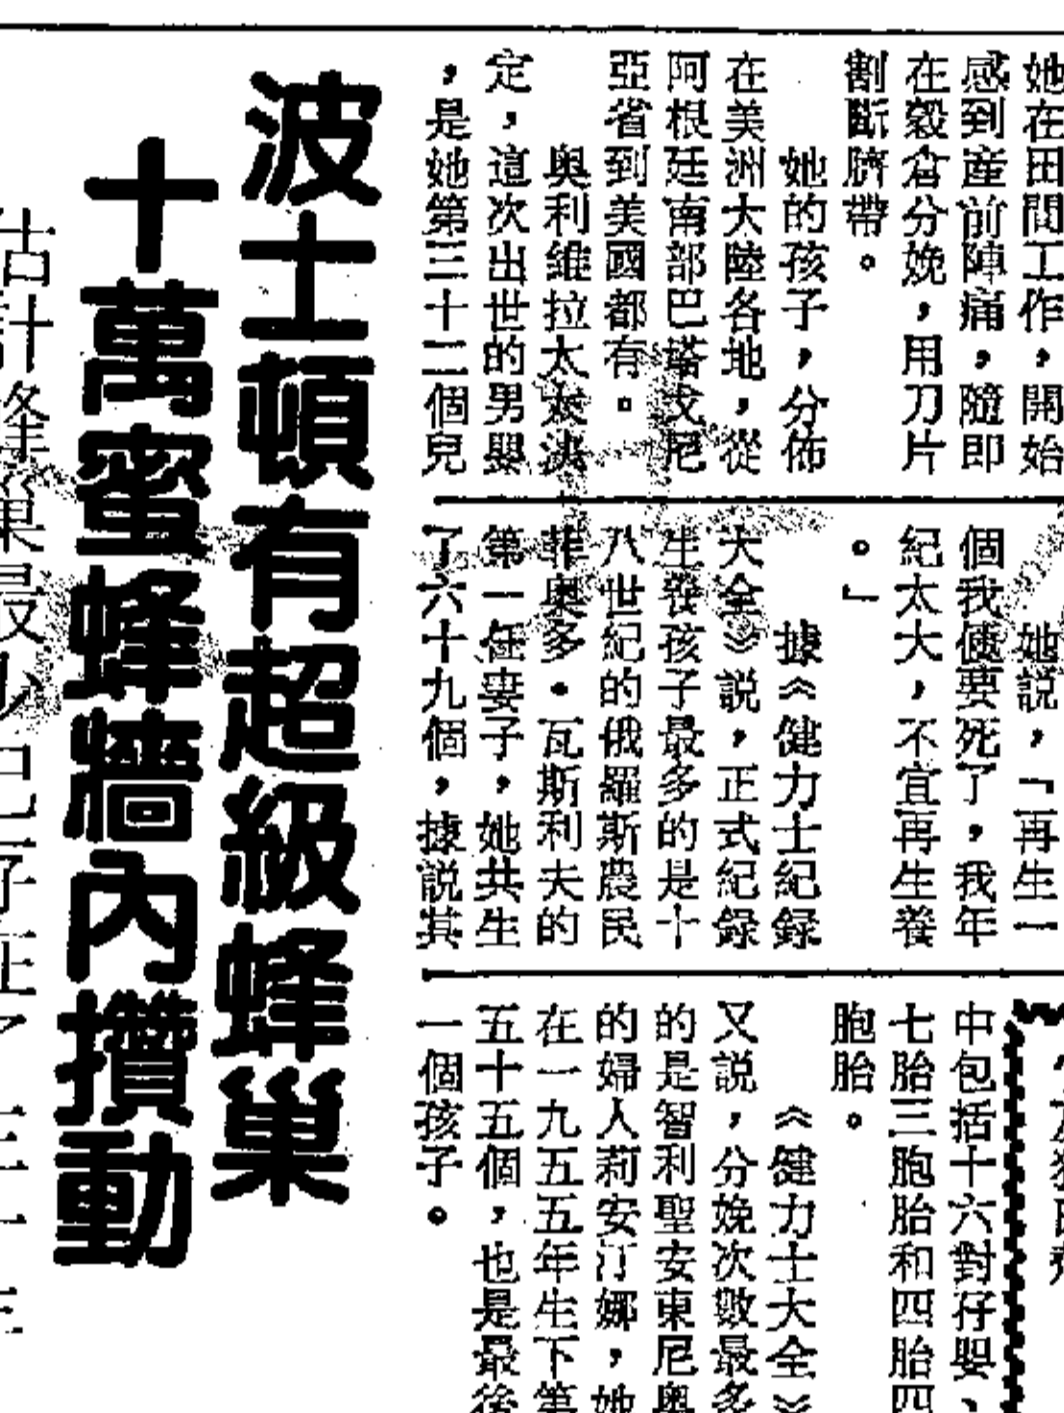 她在田間工作，開始
感到產前陣痛，隨即
在穀倉分娩，用刀片
割斷臍帶。
她的孩子，分佈
在美洲大陸各地，從
阿根廷南部巴塔戈尼
亞省到美國都有。
奧利維拉太太決
定，這次出世的男嬰
，是她第三十二個兒
她說，「再生一
個我便要死了，我年
紀太大，不宜再生養
。」
據《健力士紀錄
大全》說，正式紀錄
生養孩子最多的是十
八世紀的俄羅斯農民
菲奧多·瓦斯利夫的
第一任妻子，她共生
了六十九個，據說其
中包括十六對孖嬰、
七胎三胞胎和四胎四
胞胎。
《健力士大全》
又說，分娩次數最多
的是智利聖安東尼奧
的婦人莉安汀娜，她
在一九五五年生下第
五十五個，也是最後
一個孩子。
波士頓有超級蜂巢
十萬蜜蜂牆內攢動
估計蜂巢最少已存在了